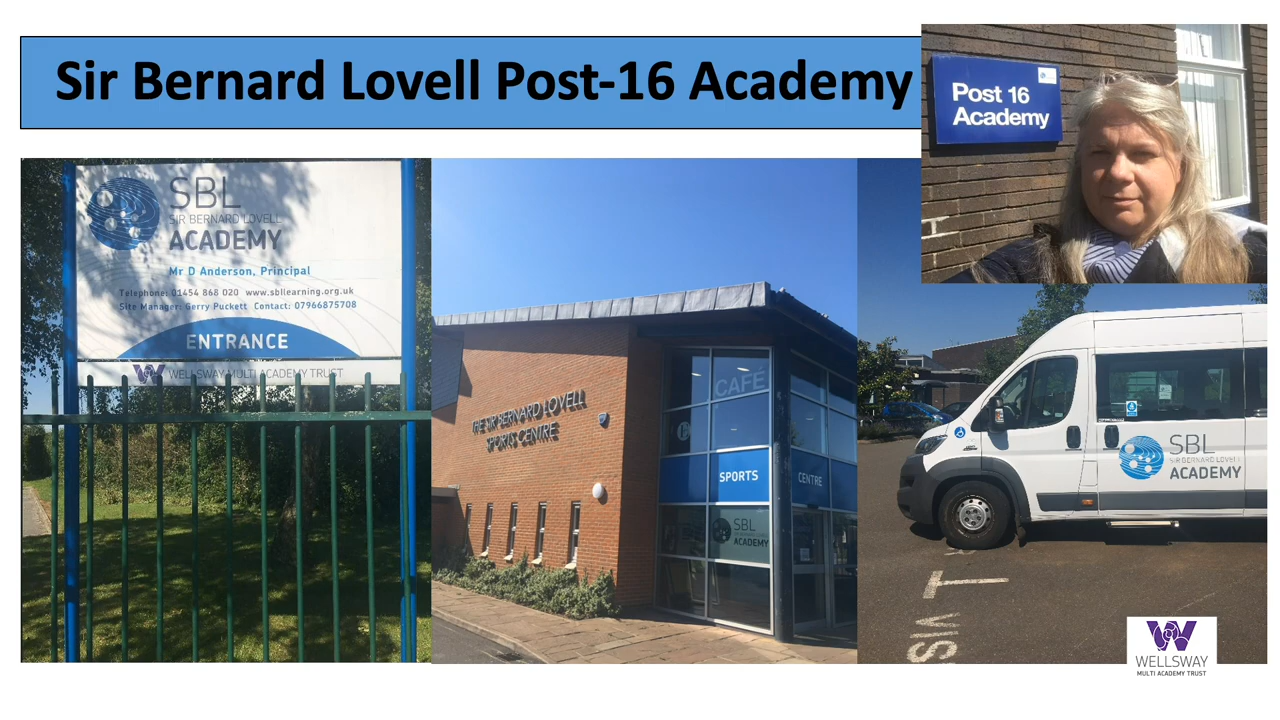 Sir Bernard Lovell Post-16 Academy
Post 16
Academy
SBL
SIR BERNARD LOVELL
ACADEMY
Mr D Anderson, Principal
Telephone: 01454 868 020 www.sbllearning.org.uk
Site Manager: Gerry Puckett Contact: 07966875708
ENTRANCE
WELLSWAY MULTI ACADEMY TRUST
THE SIR BERNARD LOVELL
SPORTS CENTRE
CAFÉ
SPORTS
CENTRE
SBL
ACADEMY
SBL
SIR BERNARD LOVELL
ACADEMY
WELLSWAY
MULTI ACADEMY TRUST